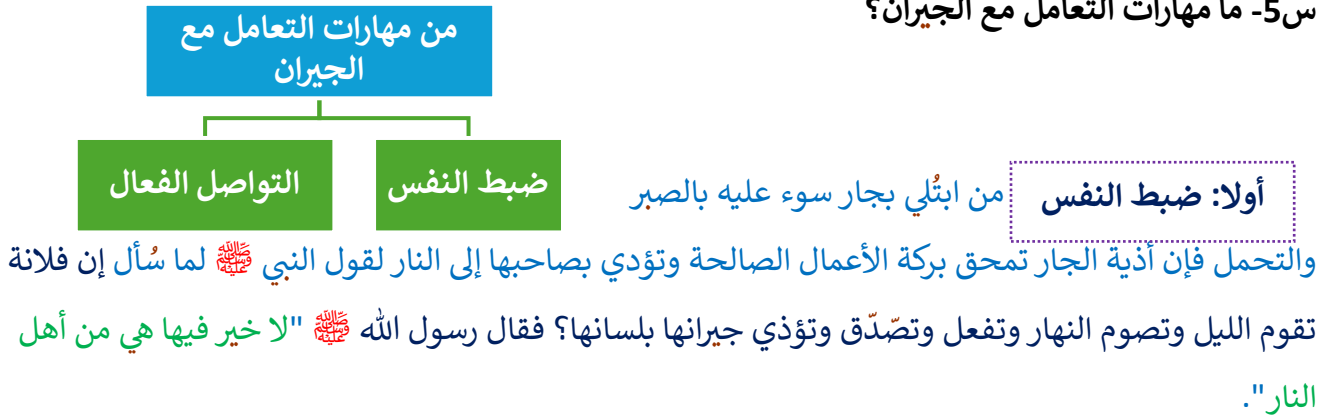 س5- ما مهارات التعامل مع الجيران؟
من مهارات التعامل مع
الجيران
ضبط النفس
التواصل الفعال
أولا: ضبط النفس
من ابتُلي بجار سوء عليه بالصبر
والتحمل فإن أذية الجار تمحق بركة الأعمال الصالحة وتؤدي بصاحبها إلى النار لقول النبي ﷺ لما سُأل إن فلانة
تقوم الليل وتصوم النهار وتفعل وتصّدّق وتؤذي جيرانها بلسانها؟ فقال رسول الله ﷺ "لا خير فيها هي من أهل
النار".